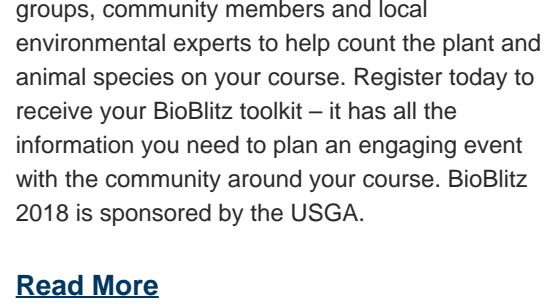 groups, community members and local
environmental experts to help count the plant and
animal species on your course. Register today to
receive your BioBlitz toolkit – it has all the
information you need to plan an engaging event
with the community around your course. BioBlitz
2018 is sponsored by the USGA.
Read More